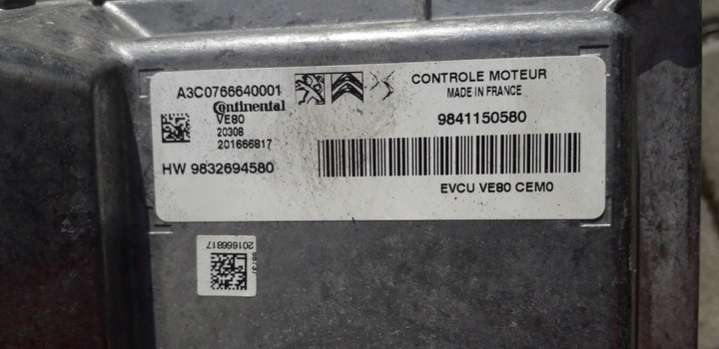 A3C0766640001
Continental
VE80
20308
201666817
HW 9832694580
CONTROLE MOTEUR
MADE IN FRANCE
9841150580
EVCU VE80 CEM0
201666817